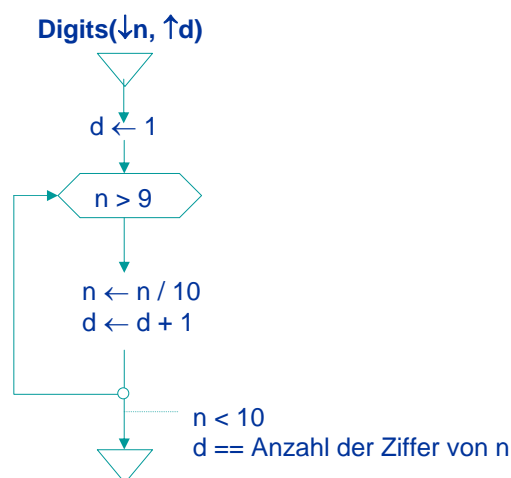 Digits(↓n, ↑d)
d ← 1
n > 9
n ← n / 10
d ← d + 1
n < 10
d == Anzahl der Ziffer von n